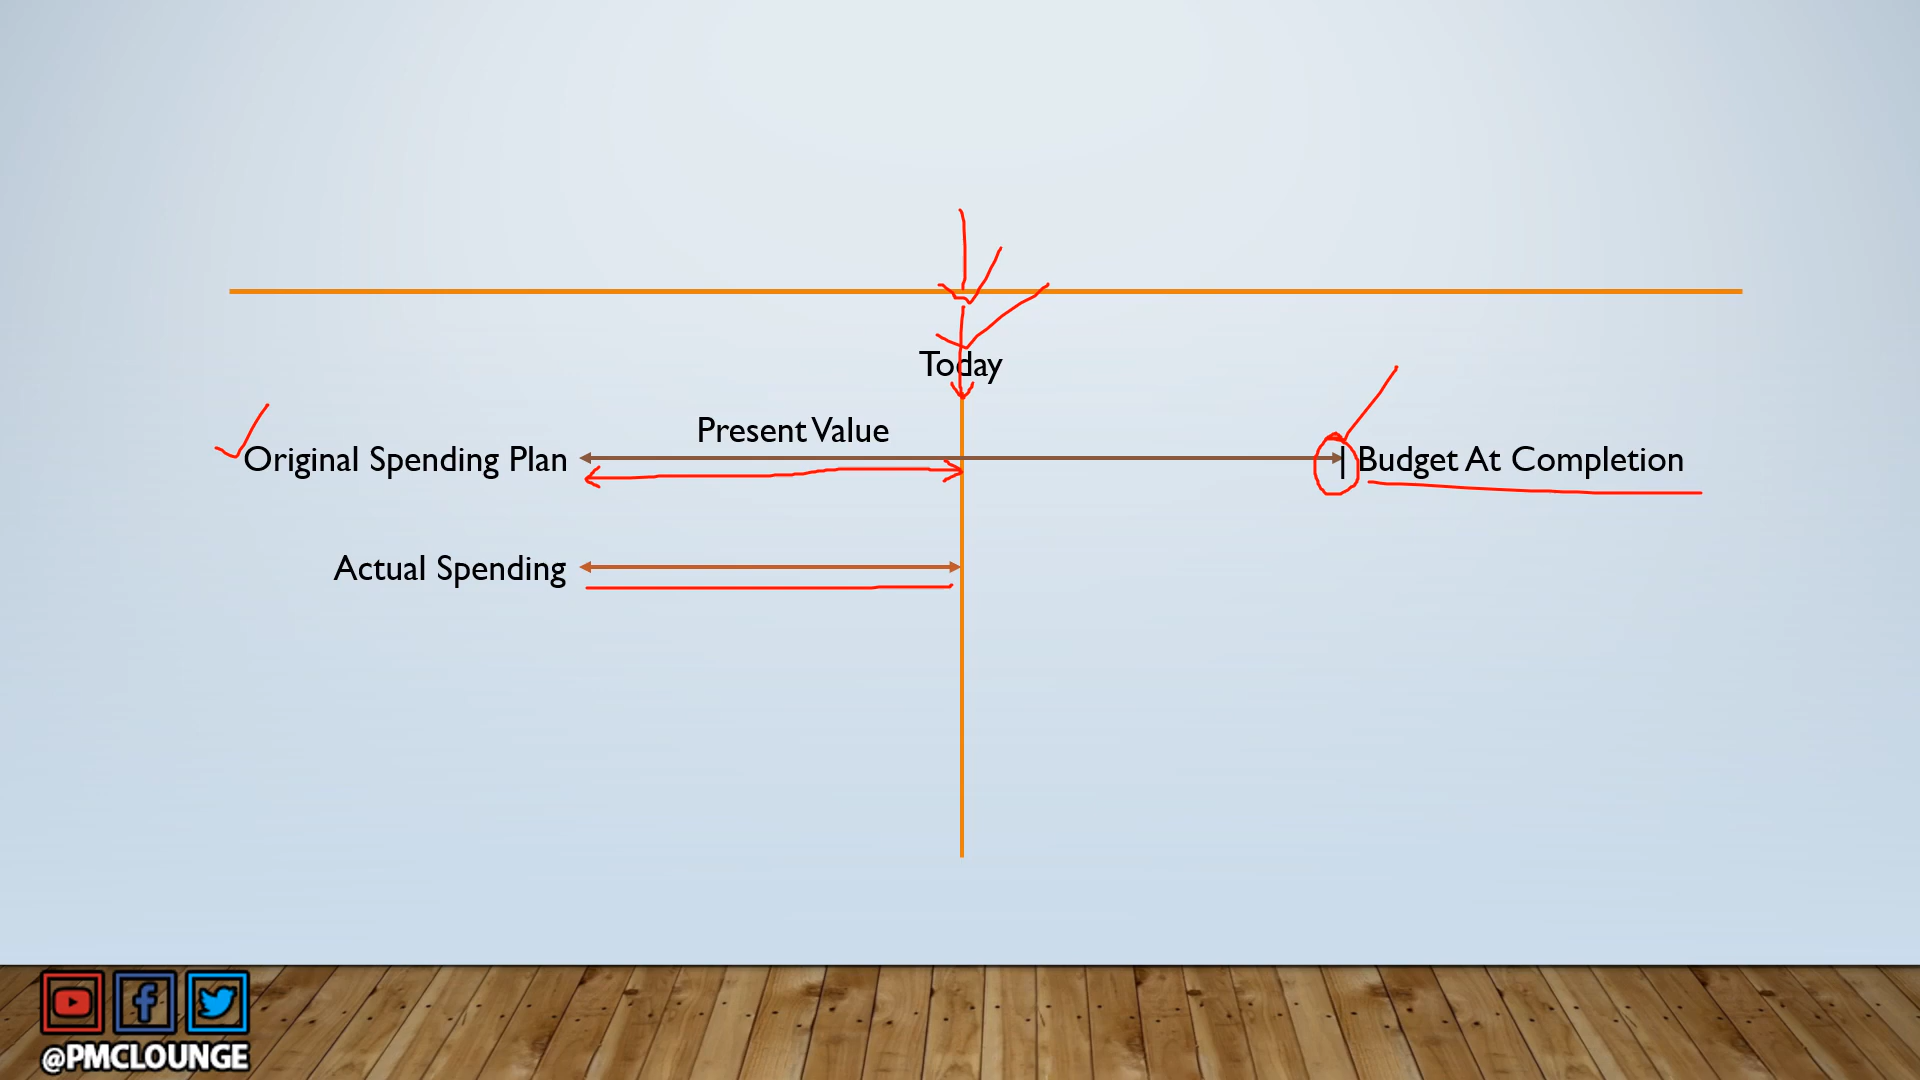 Today
Present Value
Original Spending Plan
Budget At Completion
Actual Spending
@PMCLOUNGE